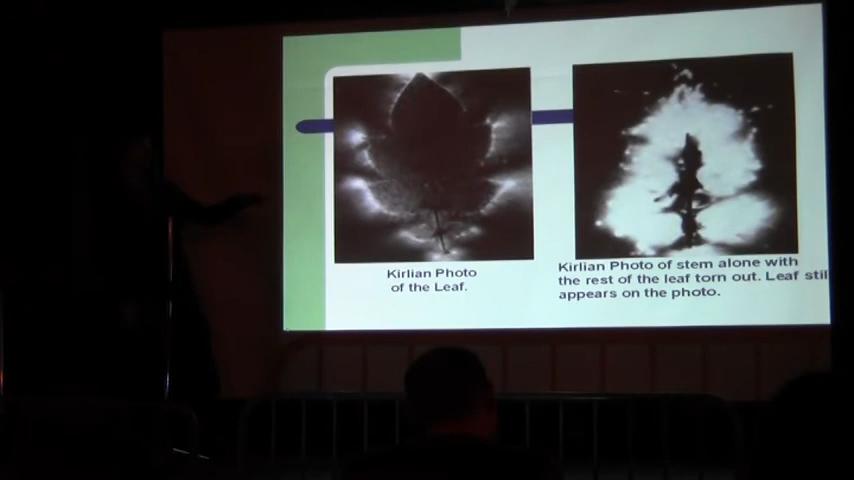 Kirlian Photo
of the Leaf.
Kirlian Photo of stem alone with
the rest of the leaf torn out. Leaf stil
appears on the photo.